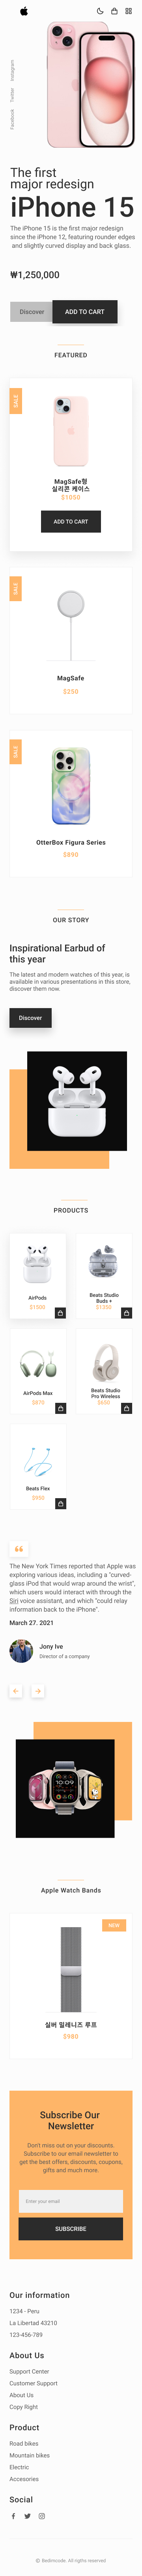 Instagram
Twitter
Facebook
The first
major redesign
iPhone 15
The iPhone 15 is the first major redesign
since the iPhone 12, featuring rounder edges
and slightly curved display and back glass.
₩1,250,000
Discover
ADD TO CART
FEATURED
SALE
MagSafe형
실리콘 케이스
$1050
ADD TO CART
SALE
MagSafe
$250
SALE
OtterBox Figura Series
$890
OUR STORY
Inspirational Earbud of
this year
The latest and modern watches of this year, is
available in various presentations in this store,
discover them now.
Discover
PRODUCTS
AirPods
$1500
Beats Studio
Buds +
$1350
AirPods Max
$870
Beats Studio
Pro Wireless
$650
Beats Flex
$950
The New York Times reported that Apple was
exploring various ideas, including a "curved-
glass iPod that would wrap around the wrist",
which users would interact with through the
Siri voice assistant, and which "could relay
information back to the iPhone".
March 27. 2021
Jony Ive
Director of a company
Apple Watch Bands
NEW
실버 밀레니즈 루프
$980
Subscribe Our
Newsletter
Don't miss out on your discounts.
Subscribe to our email newsletter to
get the best offers, discounts, coupons,
gifts and much more.
Enter your email
SUBSCRIBE
Our information
1234 - Peru
La Libertad 43210
123-456-789
About Us
Support Center
Customer Support
About Us
Copy Right
Product
Road bikes
Mountain bikes
Electric
Accesories
Social
© Bedimcode. All rigths reserved